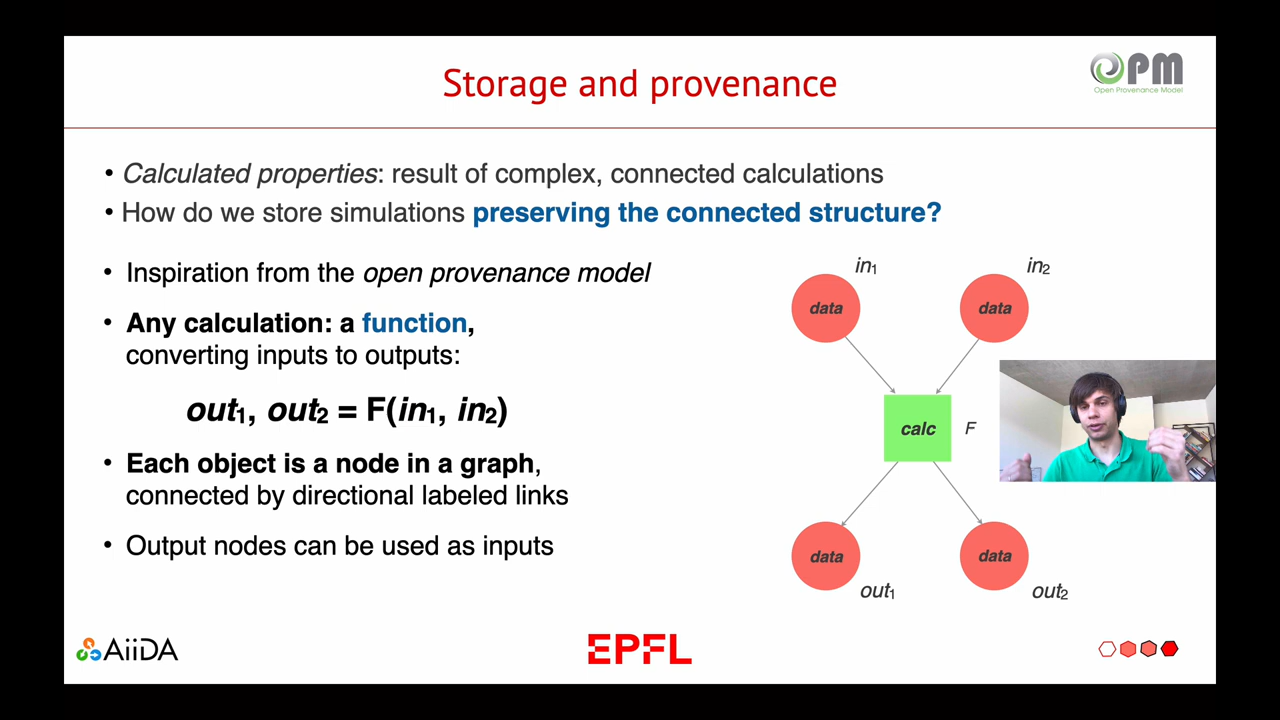 Storage and provenance
OPM
Open Provenance Model
• Calculated properties: result of complex, connected calculations
• How do we store simulations preserving the connected structure?
• Inspiration from the open provenance model
• Any calculation: a function,
converting inputs to outputs:
out₁, out₂ = F(in₁, in₂)
• Each object is a node in a graph,
connected by directional labeled links
• Output nodes can be used as inputs
in₁ in₂
data data
calc F
data data
out₁ out₂
AiiDA
EPFL